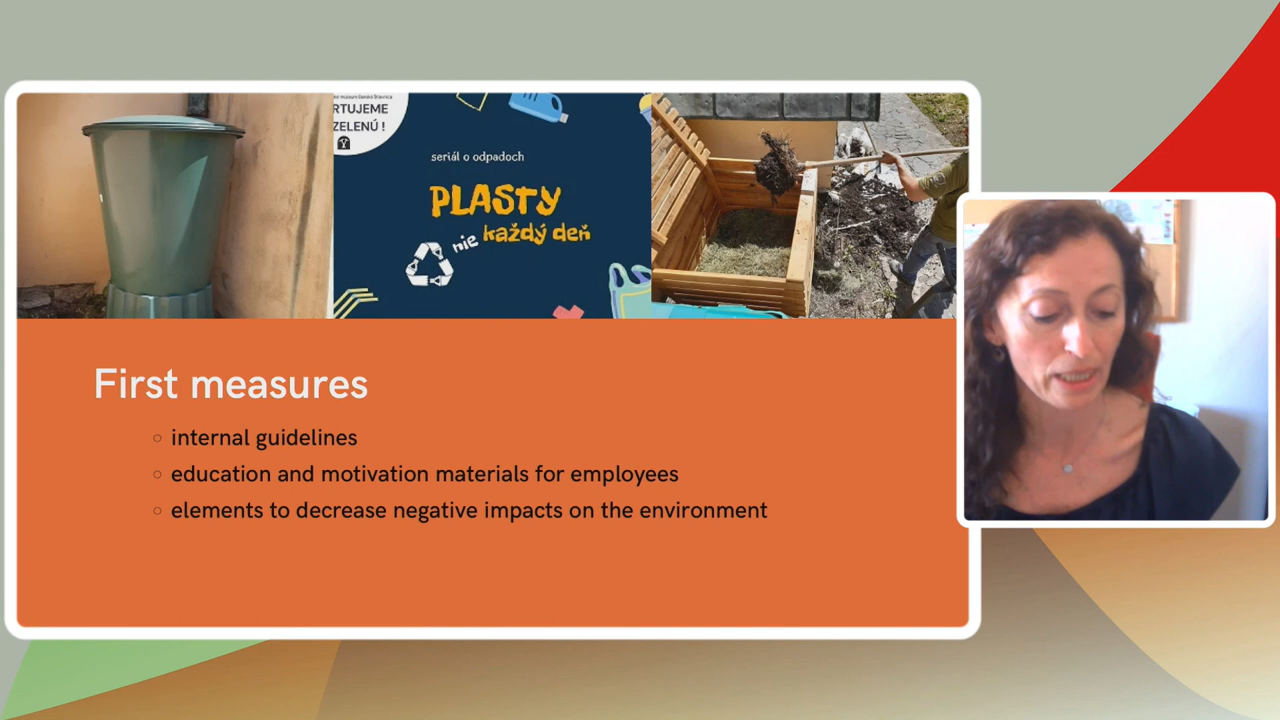 RTUJEME
ZELENÚ !
seriál o odpadoch
PLASTY
nie každý deň
First measures
internal guidelines
education and motivation materials for employees
elements to decrease negative impacts on the environment